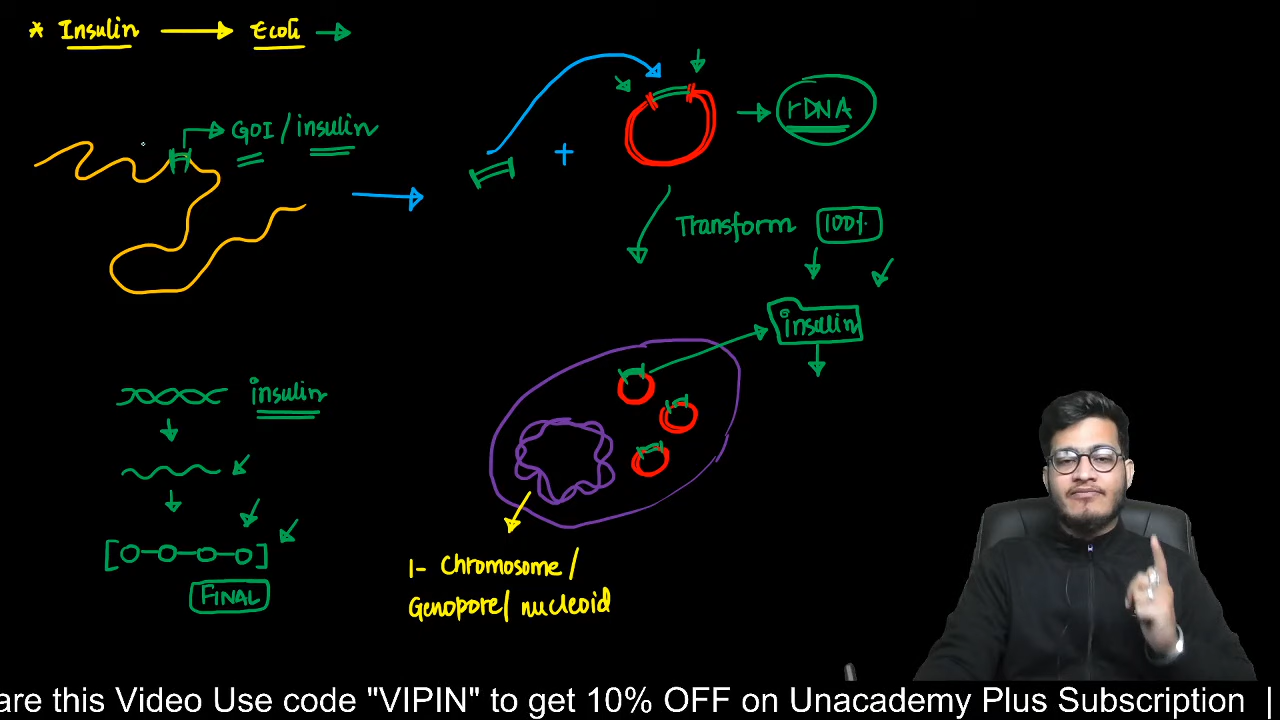 * Insulin → Ecoli →
GOI / insulin
+
rDNA
Transform 100%
insulin
insulin
[O-O-O-O]
FINAL
1- Chromosome /
Genopore/ nucleoid
are this Video Use code "VIPIN" to get 10% OFF on Unacademy Plus Subscription |